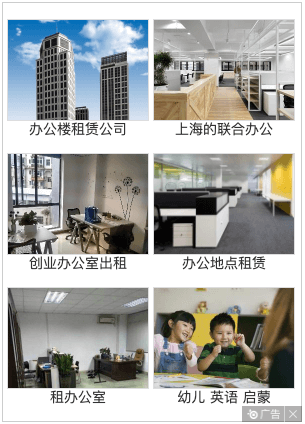 办公楼租赁公司
上海的联合办公
创业办公室出租
办公地点租赁
租办公室
幼儿 英语 启蒙
广告